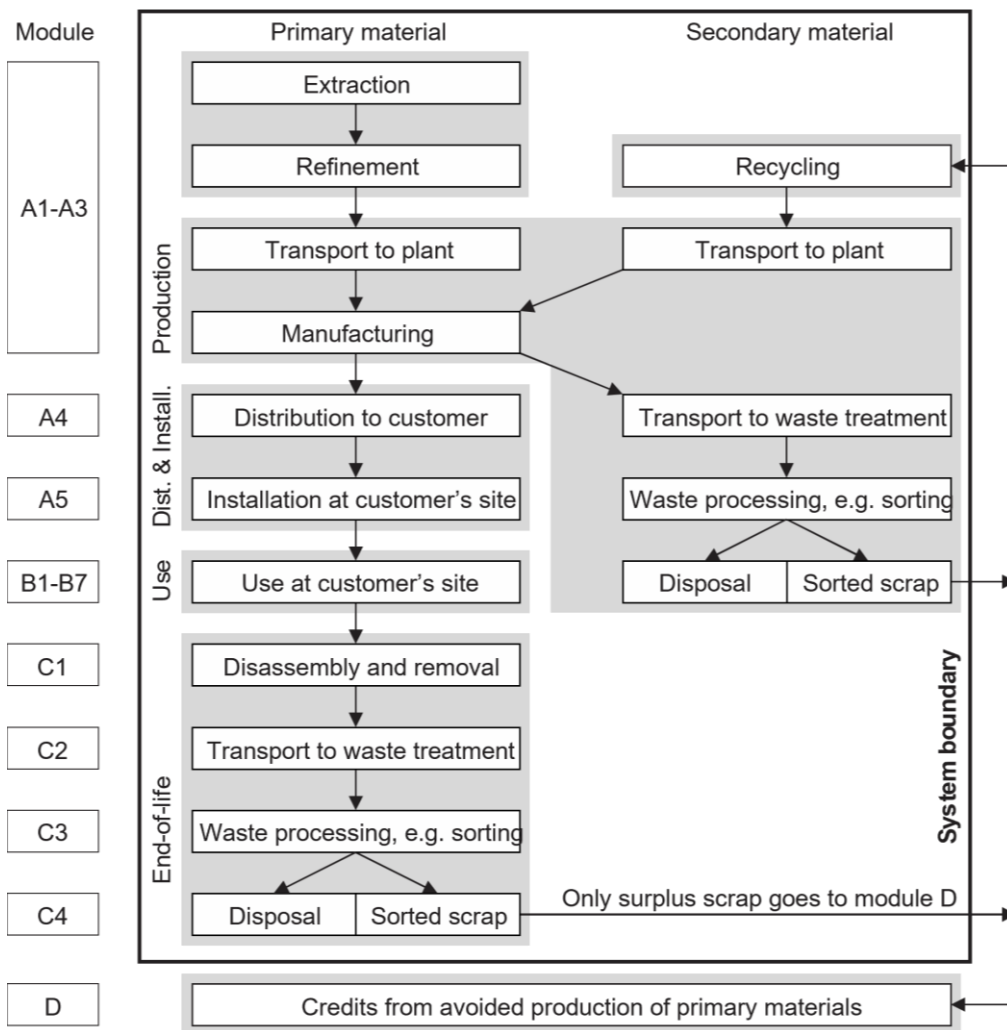 Module
Primary material
Secondary material
A1-A3
Production
Extraction
Refinement
Recycling
Transport to plant
Transport to plant
Manufacturing
A4
Dist. & Install.
Distribution to customer
Transport to waste treatment
A5
Installation at customer’s site
Waste processing, e.g. sorting
B1-B7
Use
Use at customer’s site
Disposal
Sorted scrap
System boundary
C1
End-of-life
Disassembly and removal
C2
Transport to waste treatment
C3
Waste processing, e.g. sorting
C4
Disposal
Sorted scrap
Only surplus scrap goes to module D
D
Credits from avoided production of primary materials